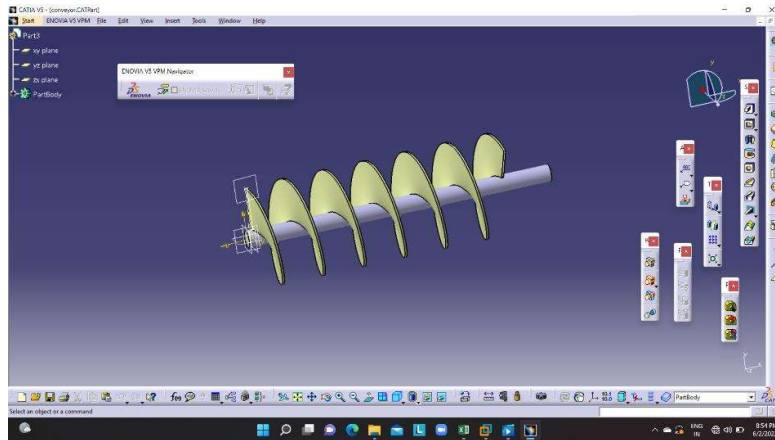 CATIA V5 - [conveyor.CATPart]
Start ENOVIA V5 VPM File Edit View Insert Tools Window Help
Part3
xy plane
yz plane
zx plane
PartBody
ENOVIA V5 VPM Navigator
ENOVIA
PartBody
Select an object or a command
ENG
IN
8:54 PM